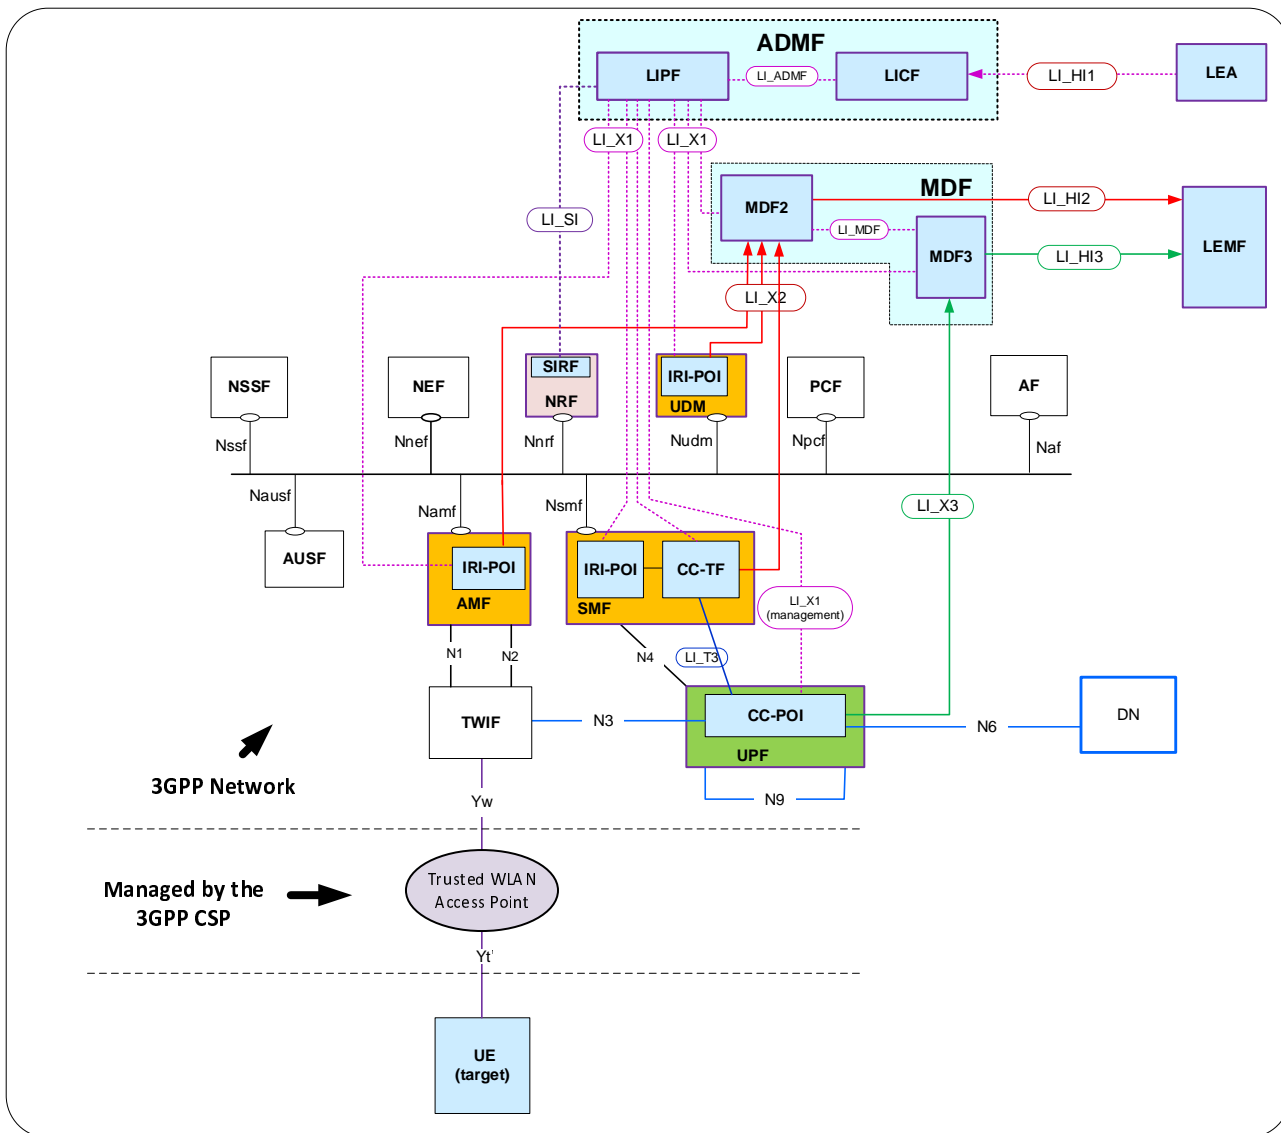 ADMF
LIPF
LI_ADMF
LICF
LI_HI1
LEA
LI_X1
LI_X1
MDF
MDF2
LI_HI2
LI_SI
LI_MDF
LEMF
MDF3
LI_HI3
LI_X2
NSSF
NEF
SIRF
NRF
IRI-POI
UDM
PCF
AF
Nssf
Nnef
Nnrf
Nudm
Npcf
Naf
Nausf
Namf
Nsmf
LI_X3
AUSF
IRI-POI
AMF
IRI-POI
CC-TF
SMF
LI_X1
(management)
N1
N2
N4
LI_T3
TWIF
N3
CC-POI
UPF
N6
DN
N9
3GPP Network
Yw
Managed by the
3GPP CSP
Trusted WLAN
Access Point
Yt'
UE
(target)